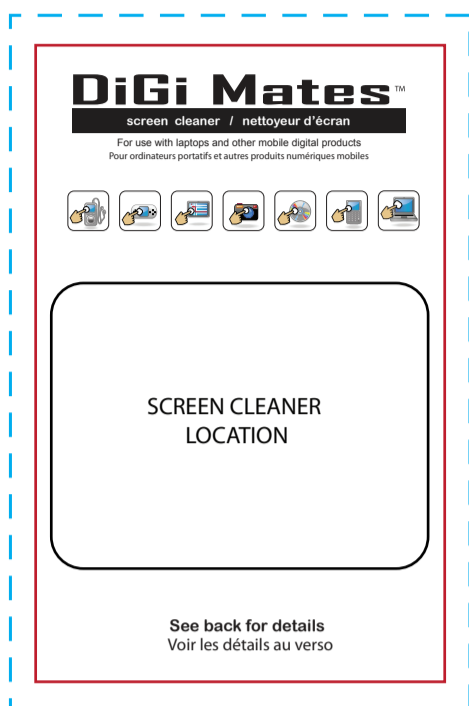 DiGi Mates™
screen cleaner / nettoyeur d'écran
For use with laptops and other mobile digital products
Pour ordinateurs portatifs et autres produits numériques mobiles
SCREEN CLEANER
LOCATION
See back for details
Voir les détails au verso